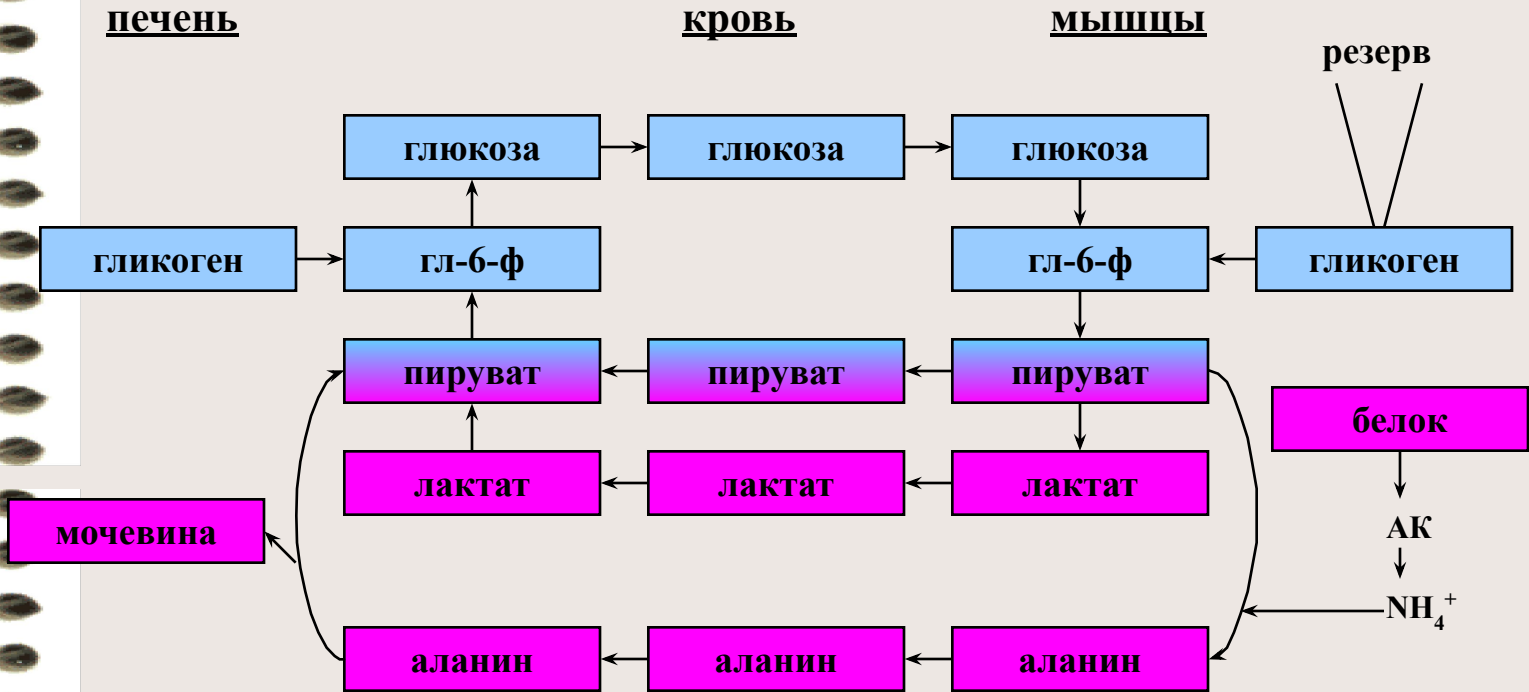 печень кровь мышцы
резерв
глюкоза глюкоза глюкоза
гликоген гл-6-ф гл-6-ф гликоген
пируват пируват пируват
белок
лактат лактат лактат
мочевина
АК
NH₄⁺
аланин аланин аланин